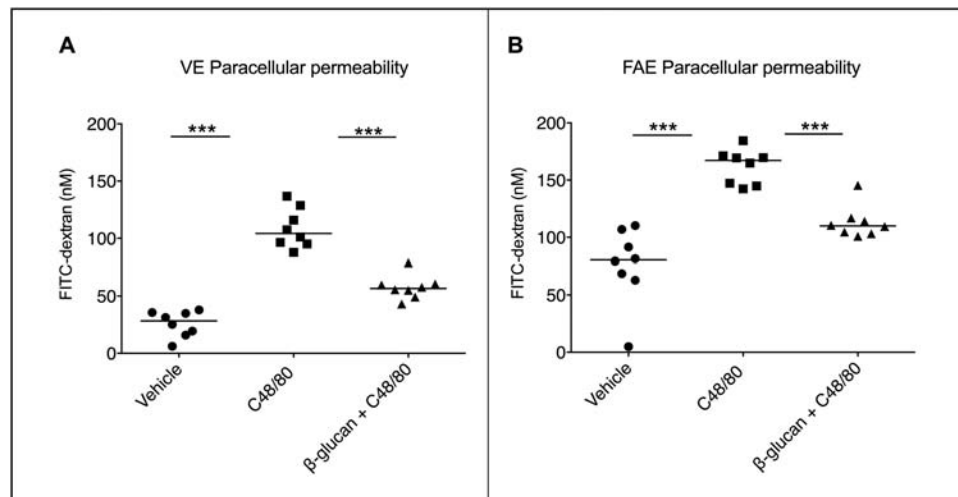 A
VE Paracellular permeability
*** ***
200
150
100
50
0
FITC-dextran (nM)
Vehicle
C48/80
β-glucan + C48/80
B
FAE Paracellular permeability
*** ***
200
150
100
50
0
FITC-dextran (nM)
Vehicle
C48/80
β-glucan + C48/80